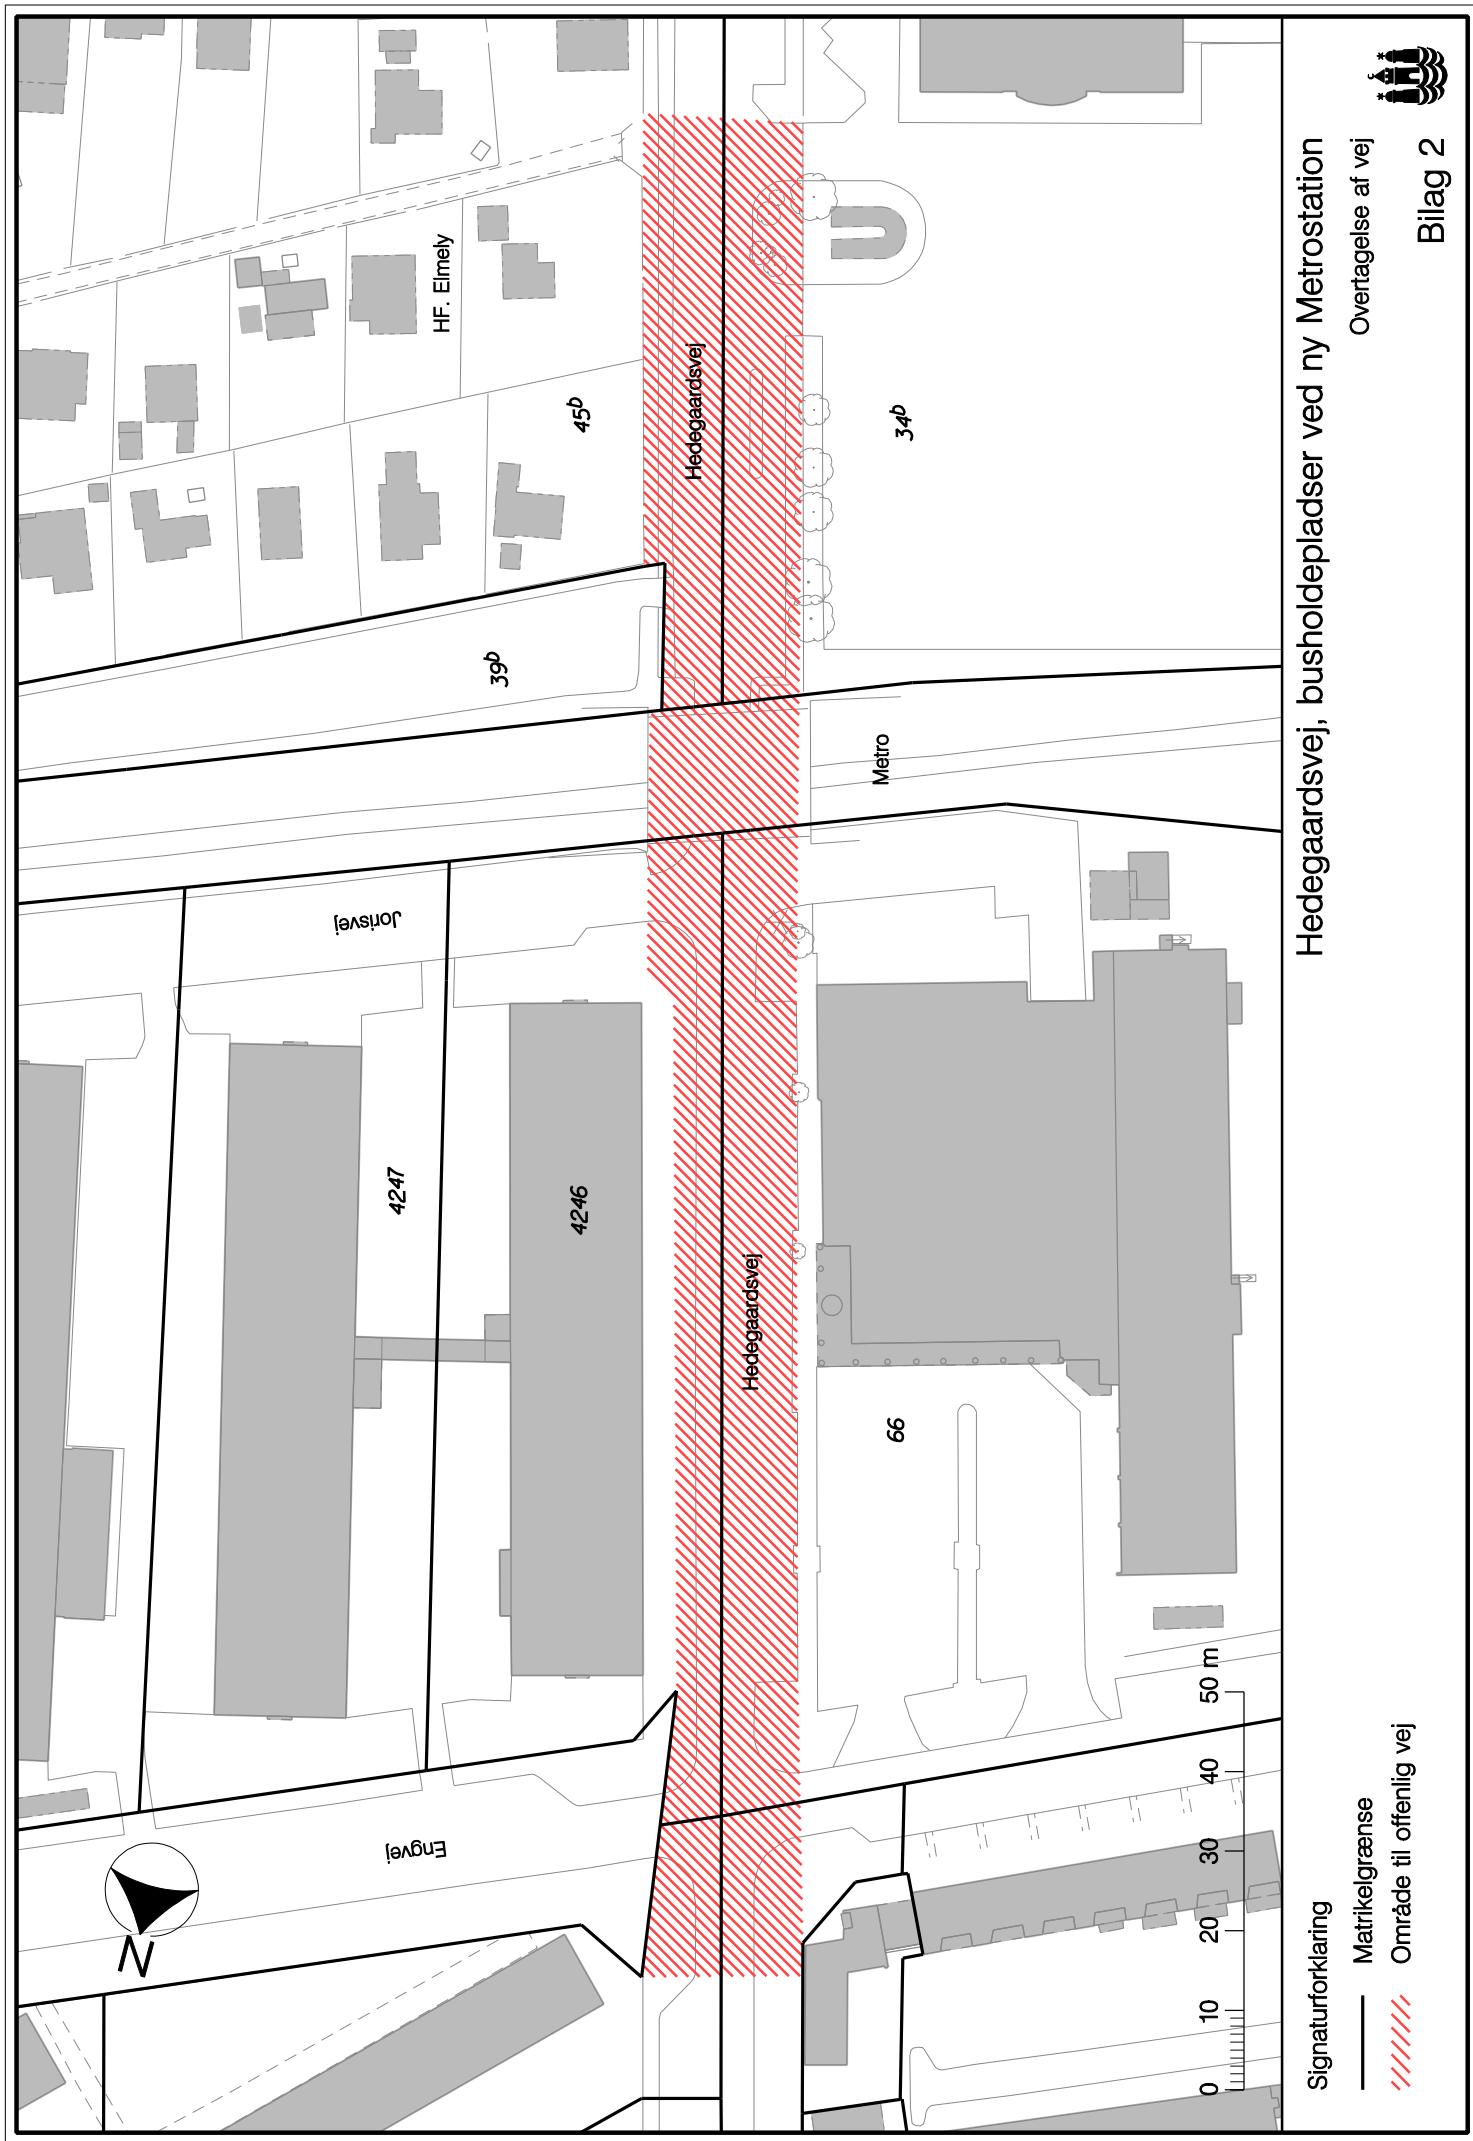 HF. Elmely
45b
39b
Hedegaardsvej
34b
Metro
Jorisvej
4247
4246
Hedegaardsvej
66
Engvej
N
0 10 20 30 40 50 m
Signaturforklaring
Matrikelgrænse
Område til offenlig vej
Hedegaardsvej, busholdepladser ved ny Metrostation
Overtagelse af vej
Bilag 2